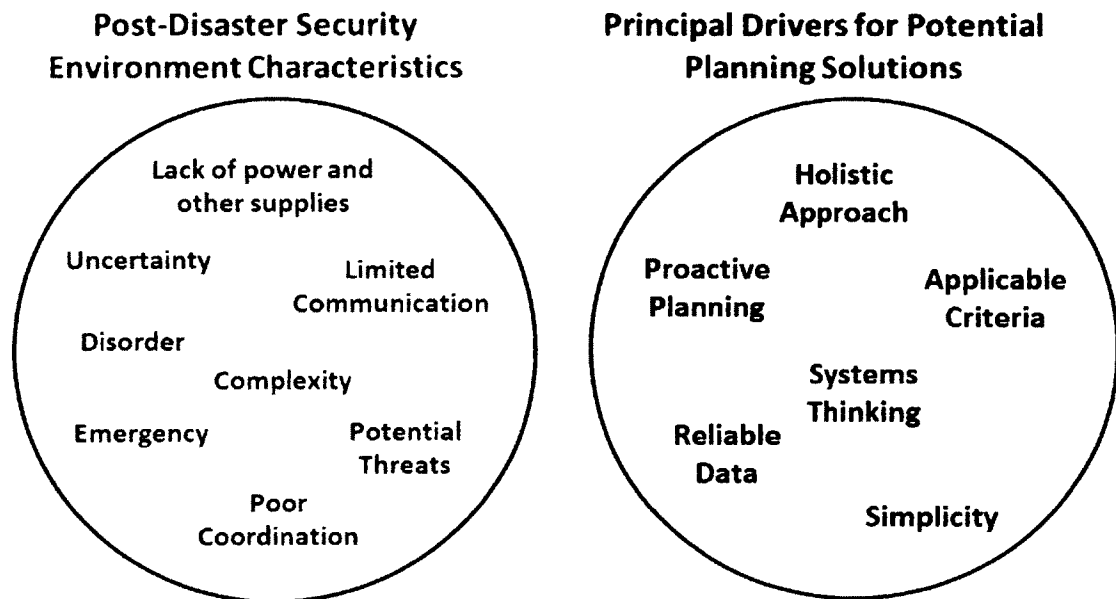 Post-Disaster Security
Environment Characteristics
Lack of power and
other supplies
Uncertainty
Limited
Communication
Disorder
Complexity
Emergency
Potential
Threats
Poor
Coordination
Principal Drivers for Potential
Planning Solutions
Holistic
Approach
Proactive
Planning
Applicable
Criteria
Systems
Thinking
Reliable
Data
Simplicity